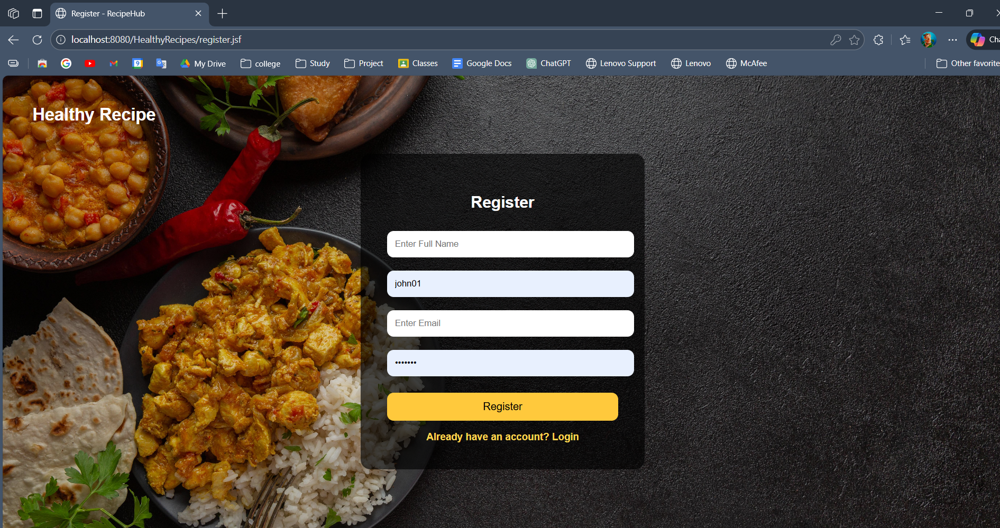 Register - RecipeHub
localhost:8080/HealthyRecipes/register.jsf
Cha
9
G
My Drive
college
Study
Project
Classes
Google Docs
ChatGPT
Lenovo Support
Lenovo
McAfee
Other favorite
Healthy Recipe
Register
Enter Full Name
john01
Enter Email
•••••••
Register
Already have an account? Login